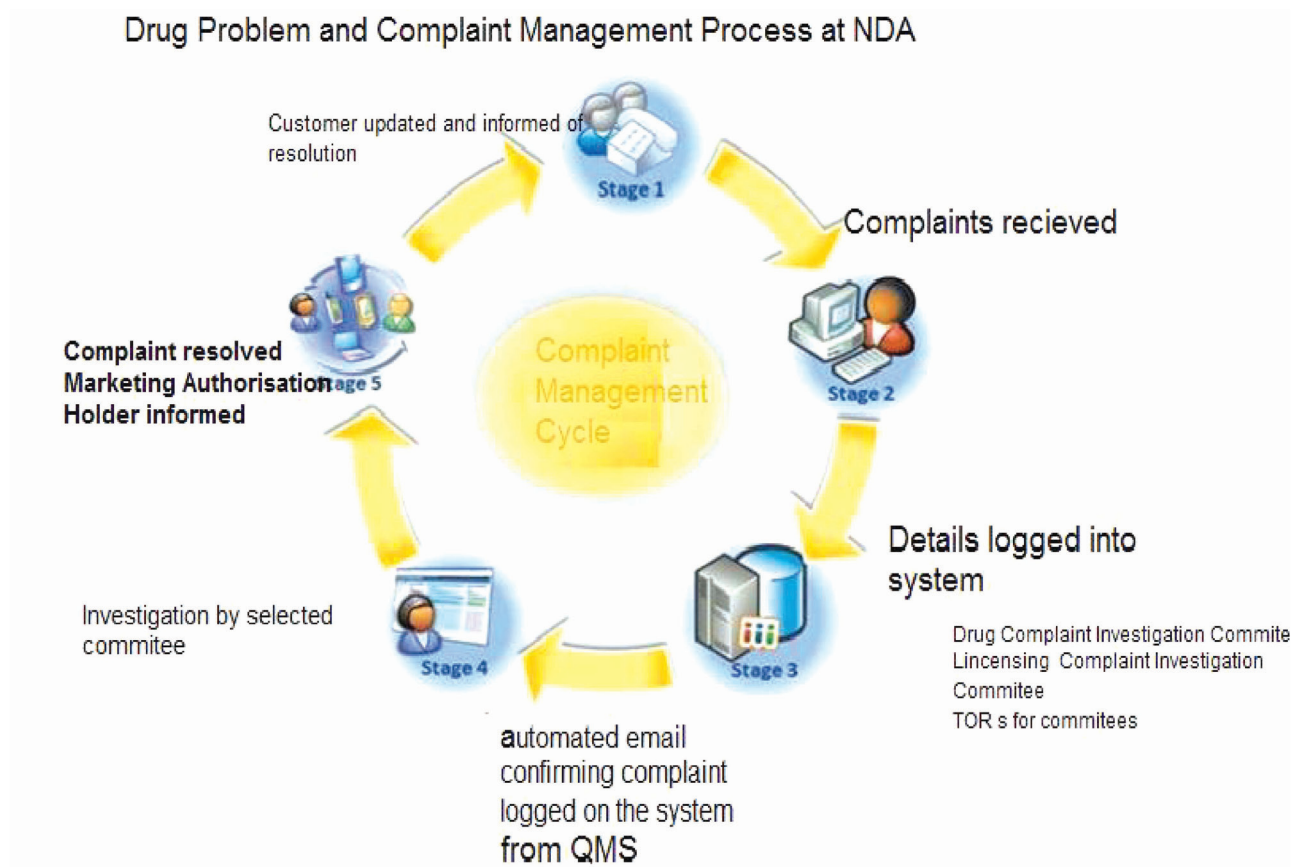 Drug Problem and Complaint Management Process at NDA
Customer updated and informed of
resolution
Stage 1
Complaints recieved
Stage 2
Complaint
Management
Cycle
Complaint resolved
Marketing Authorisation
Holder informed
Stage 5
Details logged into
system
Drug Complaint Investigation Commite
Lincensing Complaint Investigation
Commitee
TOR s for commitees
Stage 3
automated email
confirming complaint
logged on the system
from QMS
Stage 4
Investigation by selected
commitee